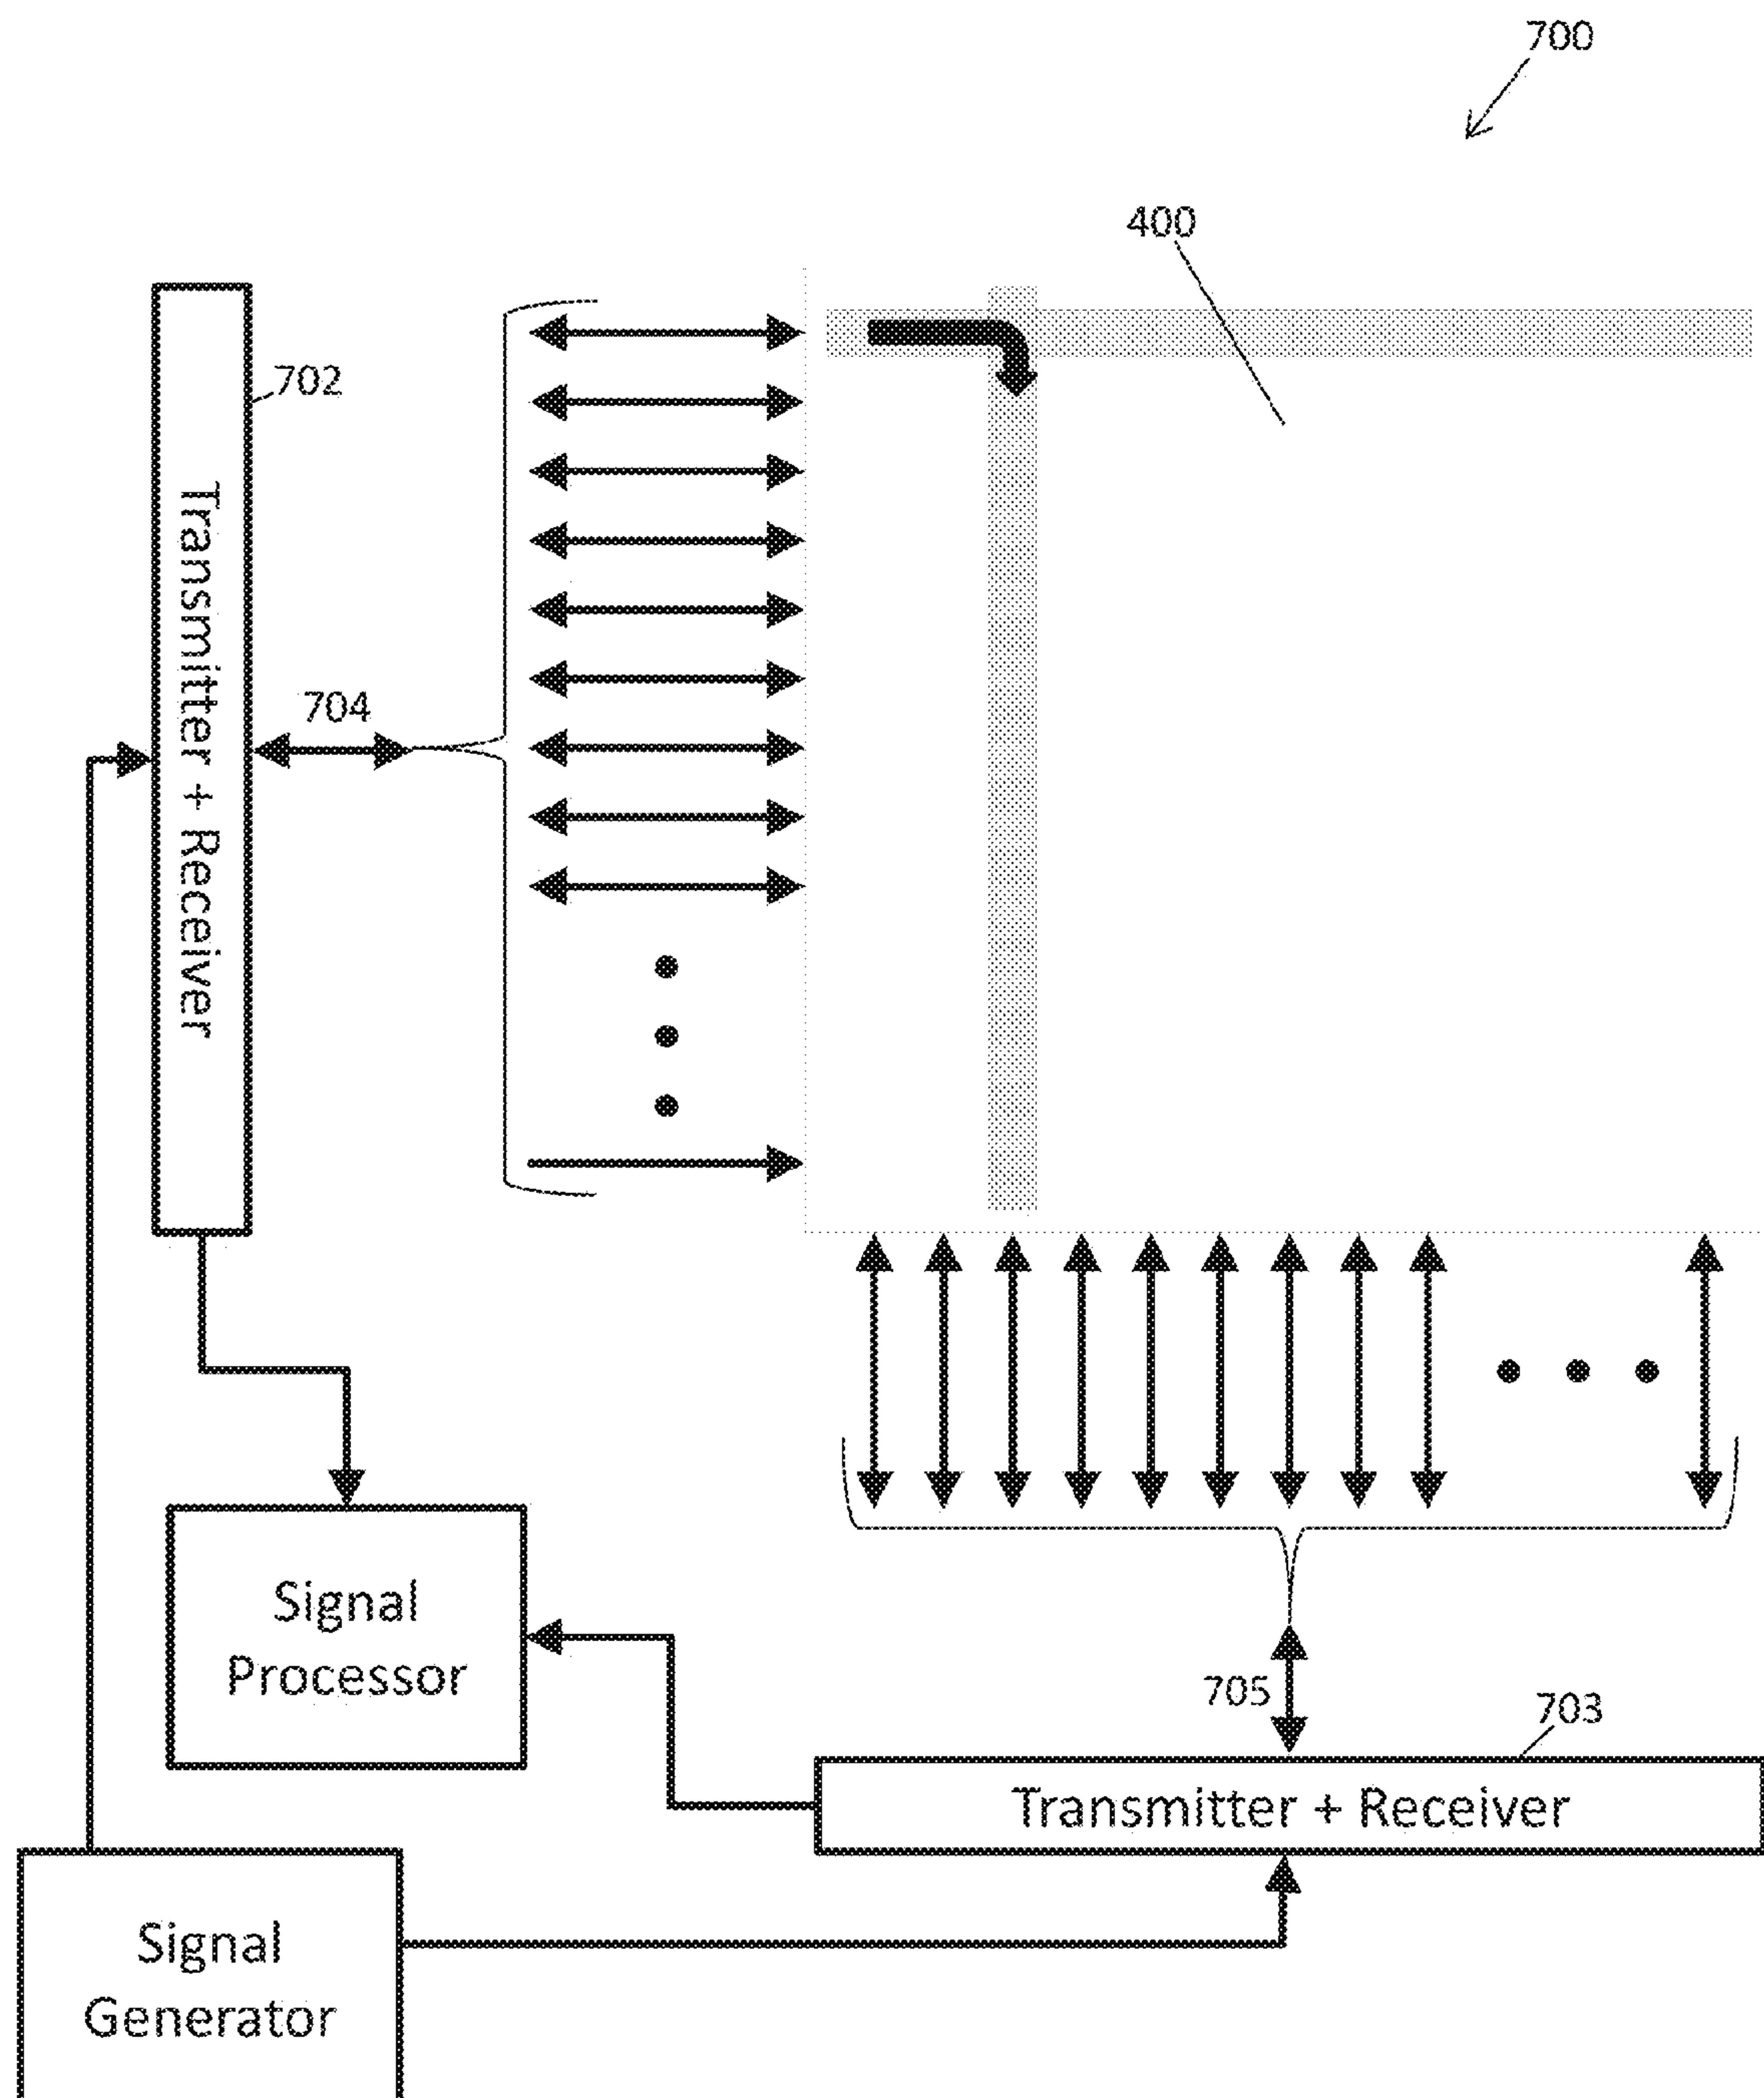 700
400
702
Transmitter + Receiver
704
Signal
Processor
705
703
Transmitter + Receiver
Signal
Generator